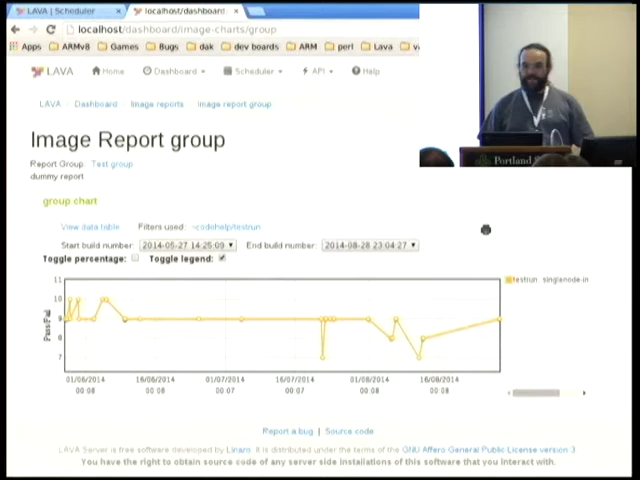 LAVA | Scheduler
localhost/dashboard
localhost/dashboard/image-charts/group
Apps ARMv8 Games Bugs dak dev boards ARM perl Lava
LAVA Home Dashboard Scheduler API Help
LAVA Dashboard Image reports Image report group
Image Report group
Report Group: Test group
dummy report
group chart
View data table Filters used: ~codehelp/testrun
Start build number: 2014-05-27 14:25:09 End build number: 2014-08-28 23:04:27
Toggle percentage: Toggle legend:
Pass/Fail
11
10
9
8
7
testrun singlenode-in
01/06/2014 16/06/2014 01/07/2014 16/07/2014 01/08/2014 16/08/2014
00 08 00 08 00 07 00 07 00 08 00 08
Report a bug | Source code
LAVA Server is free software developed by Linaro. It is distributed under the terms of the GNU Affero General Public License version 3
You have the right to obtain source code of any server side installations of this software that you interact with.
Portland S